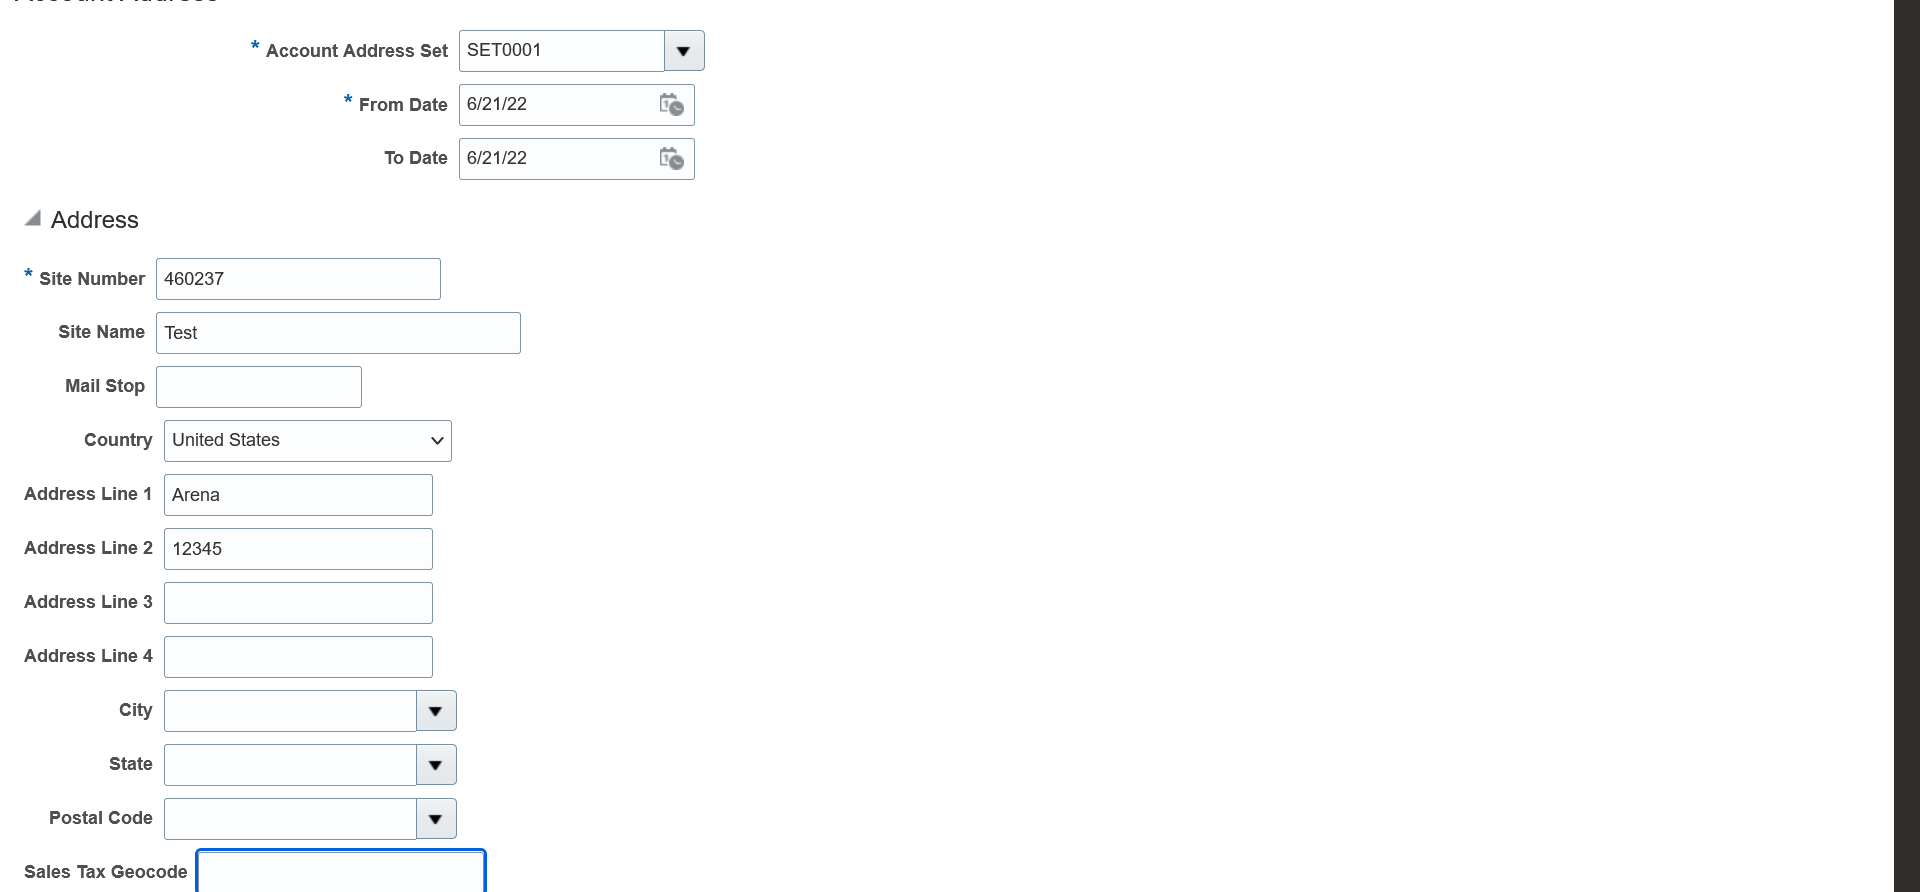 * Account Address Set SET0001
* From Date 6/21/22
To Date 6/21/22
Address
* Site Number 460237
Site Name Test
Mail Stop
Country United States
Address Line 1 Arena
Address Line 2 12345
Address Line 3
Address Line 4
City
State
Postal Code
Sales Tax Geocode